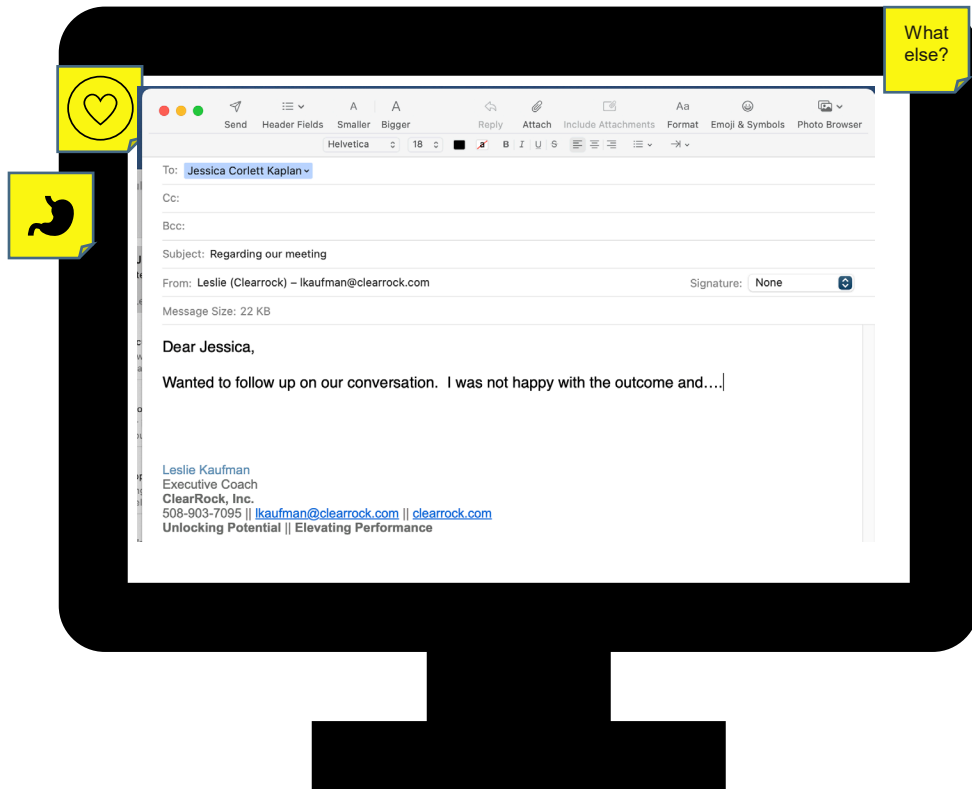 What
else?
Send Header Fields Smaller Bigger Reply Attach Include Attachments Format Emoji & Symbols Photo Browser
Helvetica 18 a B I U S
To: Jessica Corlett Kaplan
Cc:
Bcc:
Subject: Regarding our meeting
From: Leslie (Clearrock) – lkaufman@clearrock.com Signature: None
Message Size: 22 KB
Dear Jessica,
Wanted to follow up on our conversation. I was not happy with the outcome and….
Leslie Kaufman
Executive Coach
ClearRock, Inc.
508-903-7095 || lkaufman@clearrock.com || clearrock.com
Unlocking Potential || Elevating Performance